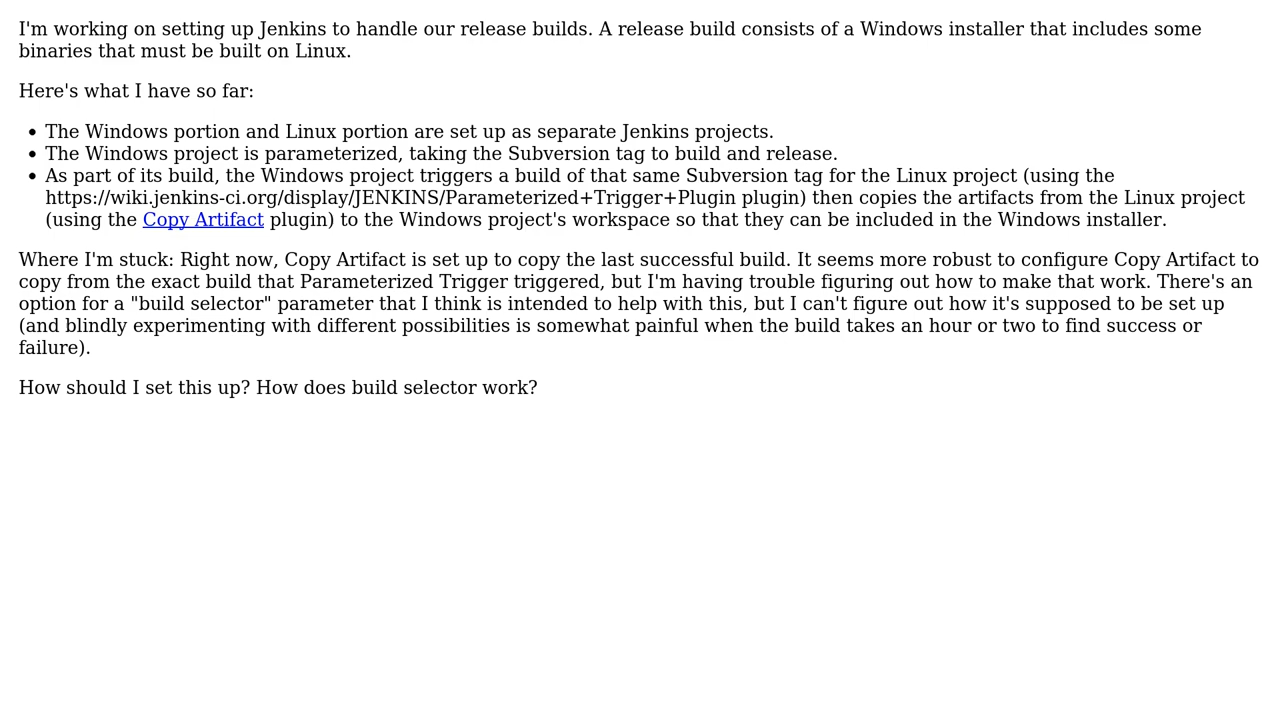 I'm working on setting up Jenkins to handle our release builds. A release build consists of a Windows installer that includes some
binaries that must be built on Linux.
Here's what I have so far:
• The Windows portion and Linux portion are set up as separate Jenkins projects.
• The Windows project is parameterized, taking the Subversion tag to build and release.
• As part of its build, the Windows project triggers a build of that same Subversion tag for the Linux project (using the
https://wiki.jenkins-ci.org/display/JENKINS/Parameterized+Trigger+Plugin plugin) then copies the artifacts from the Linux project
(using the Copy Artifact plugin) to the Windows project's workspace so that they can be included in the Windows installer.
Where I'm stuck: Right now, Copy Artifact is set up to copy the last successful build. It seems more robust to configure Copy Artifact to
copy from the exact build that Parameterized Trigger triggered, but I'm having trouble figuring out how to make that work. There's an
option for a "build selector" parameter that I think is intended to help with this, but I can't figure out how it's supposed to be set up
(and blindly experimenting with different possibilities is somewhat painful when the build takes an hour or two to find success or
failure).
How should I set this up? How does build selector work?